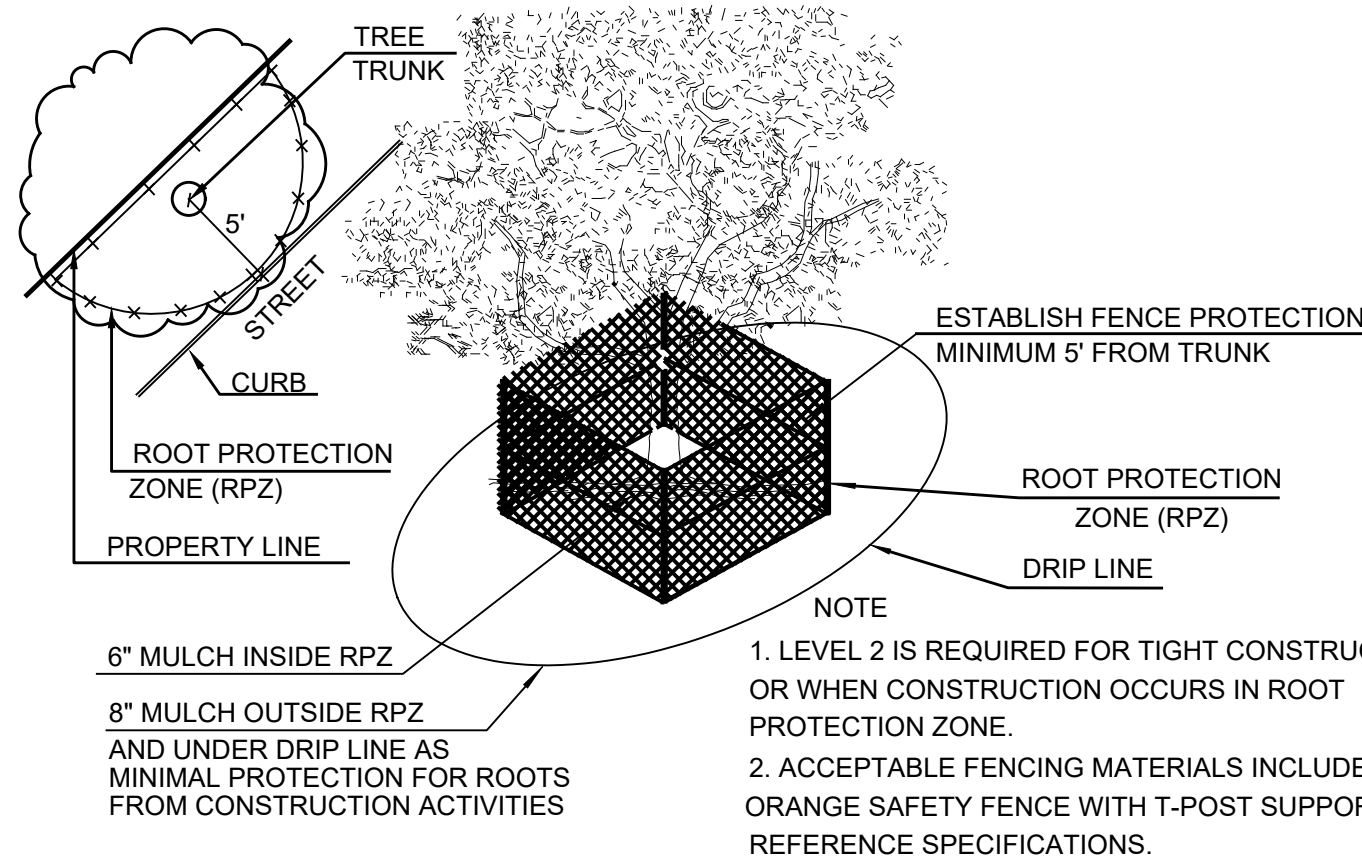 TREE
TRUNK
5'
STREET
CURB
ROOT PROTECTION
ZONE (RPZ)
PROPERTY LINE
ESTABLISH FENCE PROTECTION
MINIMUM 5' FROM TRUNK
ROOT PROTECTION
ZONE (RPZ)
DRIP LINE
6" MULCH INSIDE RPZ
8" MULCH OUTSIDE RPZ
AND UNDER DRIP LINE AS
MINIMAL PROTECTION FOR ROOTS
FROM CONSTRUCTION ACTIVITIES
NOTE
1. LEVEL 2 IS REQUIRED FOR TIGHT
OR WHEN CONSTRUCTION OCCURS IN ROOT
PROTECTION ZONE.
2. ACCEPTABLE FENCING MATERIALS INCLUDE
ORANGE SAFETY FENCE WITH T-POST
REFERENCE SPECIFICATIONS.